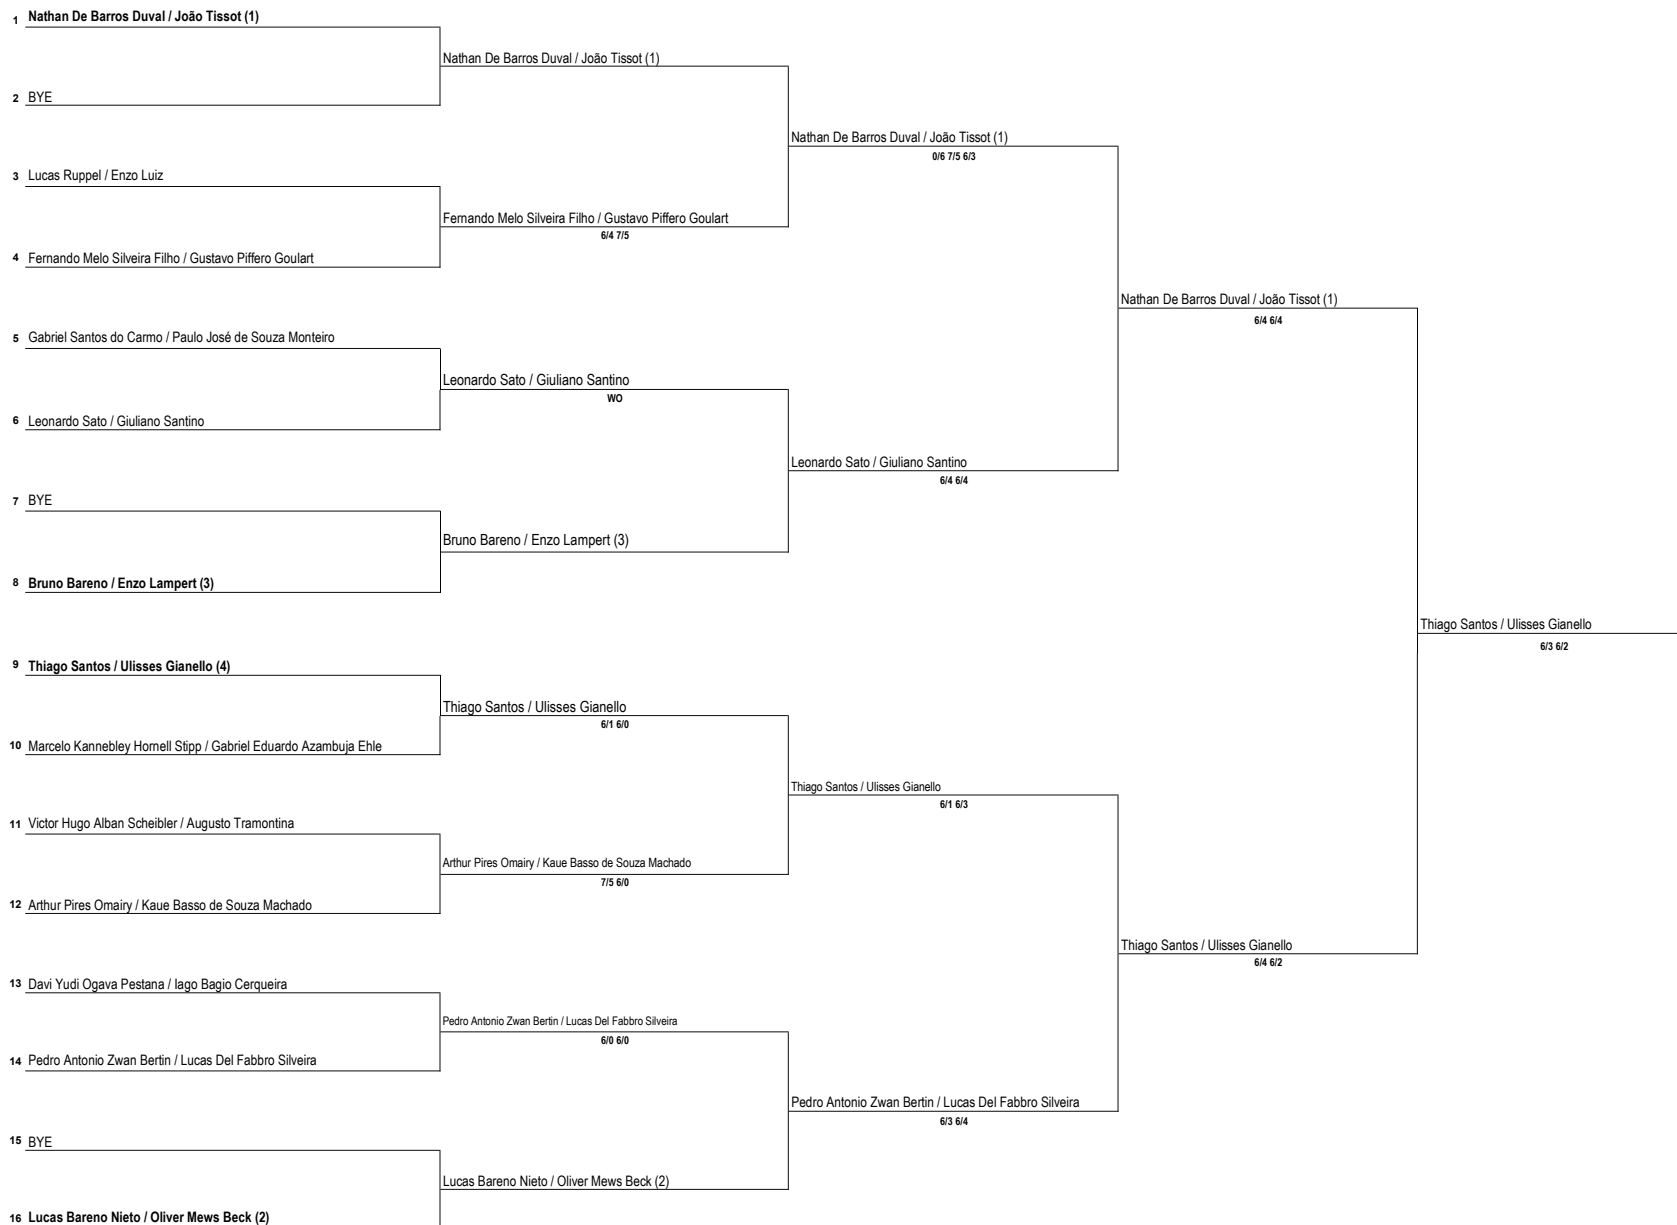 1 Nathan De Barros Duval / João Tissot (1)
Nathan De Barros Duval / João Tissot (1)
2 BYE
Nathan De Barros Duval / João Tissot (1)
0/6 7/5 6/3
3 Lucas Ruppel / Enzo Luiz
Fernando Melo Silveira Filho / Gustavo Piffero Goulart
6/4 7/5
4 Fernando Melo Silveira Filho / Gustavo Piffero Goulart
Nathan De Barros Duval / João Tissot (1)
6/4 6/4
5 Gabriel Santos do Carmo / Paulo José de Souza Monteiro
Leonardo Sato / Giuliano Santino
WO
6 Leonardo Sato / Giuliano Santino
Leonardo Sato / Giuliano Santino
6/4 6/4
7 BYE
Bruno Bareno / Enzo Lampert (3)
8 Bruno Bareno / Enzo Lampert (3)
Thiago Santos / Ulisses Gianello
6/3 6/2
9 Thiago Santos / Ulisses Gianello (4)
Thiago Santos / Ulisses Gianello
6/1 6/0
10 Marcelo Kannebley Hornell Stipp / Gabriel Eduardo Azambuja Ehle
Thiago Santos / Ulisses Gianello
6/1 6/3
11 Victor Hugo Alban Scheibler / Augusto Tramontina
Arthur Pires Omairy / Kaue Basso de Souza Machado
7/5 6/0
12 Arthur Pires Omairy / Kaue Basso de Souza Machado
Thiago Santos / Ulisses Gianello
6/4 6/2
13 Davi Yudi Ogava Pestana / Iago Bagio Cerqueira
Pedro Antonio Zwan Bertin / Lucas Del Fabbro Silveira
6/0 6/0
14 Pedro Antonio Zwan Bertin / Lucas Del Fabbro Silveira
Pedro Antonio Zwan Bertin / Lucas Del Fabbro Silveira
6/3 6/4
15 BYE
Lucas Bareno Nieto / Oliver Mews Beck (2)
16 Lucas Bareno Nieto / Oliver Mews Beck (2)